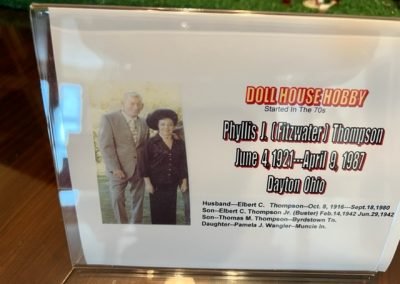 DOLL HOUSE HOBBY
Started In The 70s
Phyllis J. (Fitzwater) Thompson
June 4, 1921---April 9, 1987
Dayton Ohio
Husband---Elbert C. Thompson--Oct. 8, 1916---Sept.18,1980
Son--Elbert C. Thompson Jr. (Buster) Feb.14,1942 Jun.29,1942
Son--Thomas M. Thompson--Byrdstown Tn.
Daughter--Pamela J. Wangler--Muncie In.